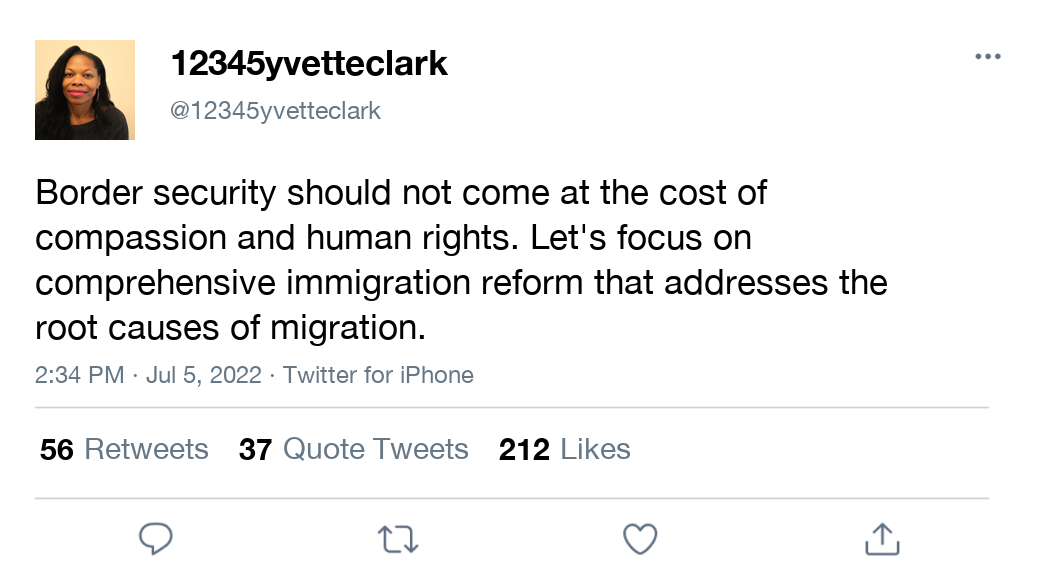 12345yvetteclark
@12345yvetteclark
Border security should not come at the cost of
compassion and human rights. Let's focus on
comprehensive immigration reform that addresses the
root causes of migration.
2:34 PM · Jul 5, 2022 · Twitter for iPhone
56 Retweets 37 Quote Tweets 212 Likes